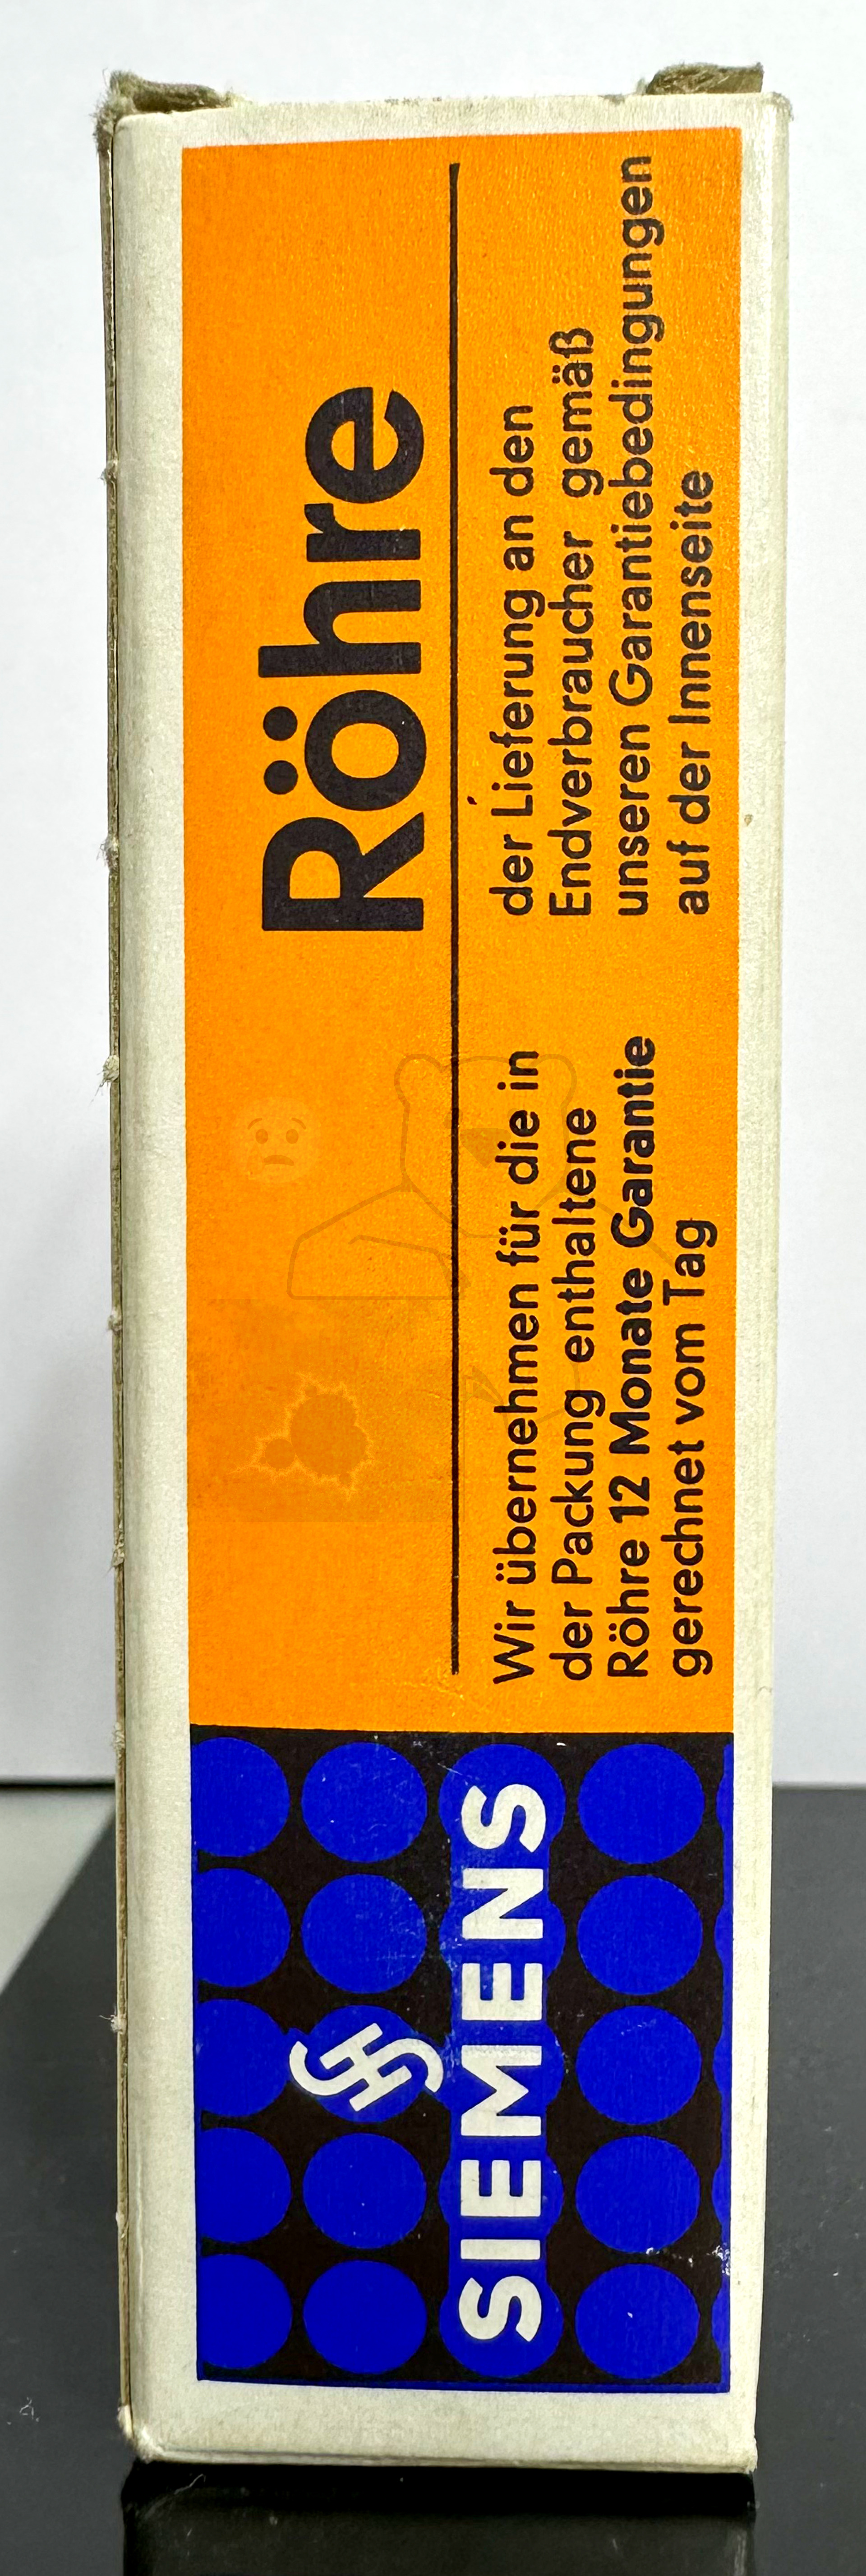 Röhre
Wir übernehmen für die in
der Packung enthaltene
Röhre 12 Monate Garantie
gerechnet vom Tag
der Lieferung an den
Endverbraucher gemäß
unseren Garantiebedingungen
auf der Innenseite
SIEMENS